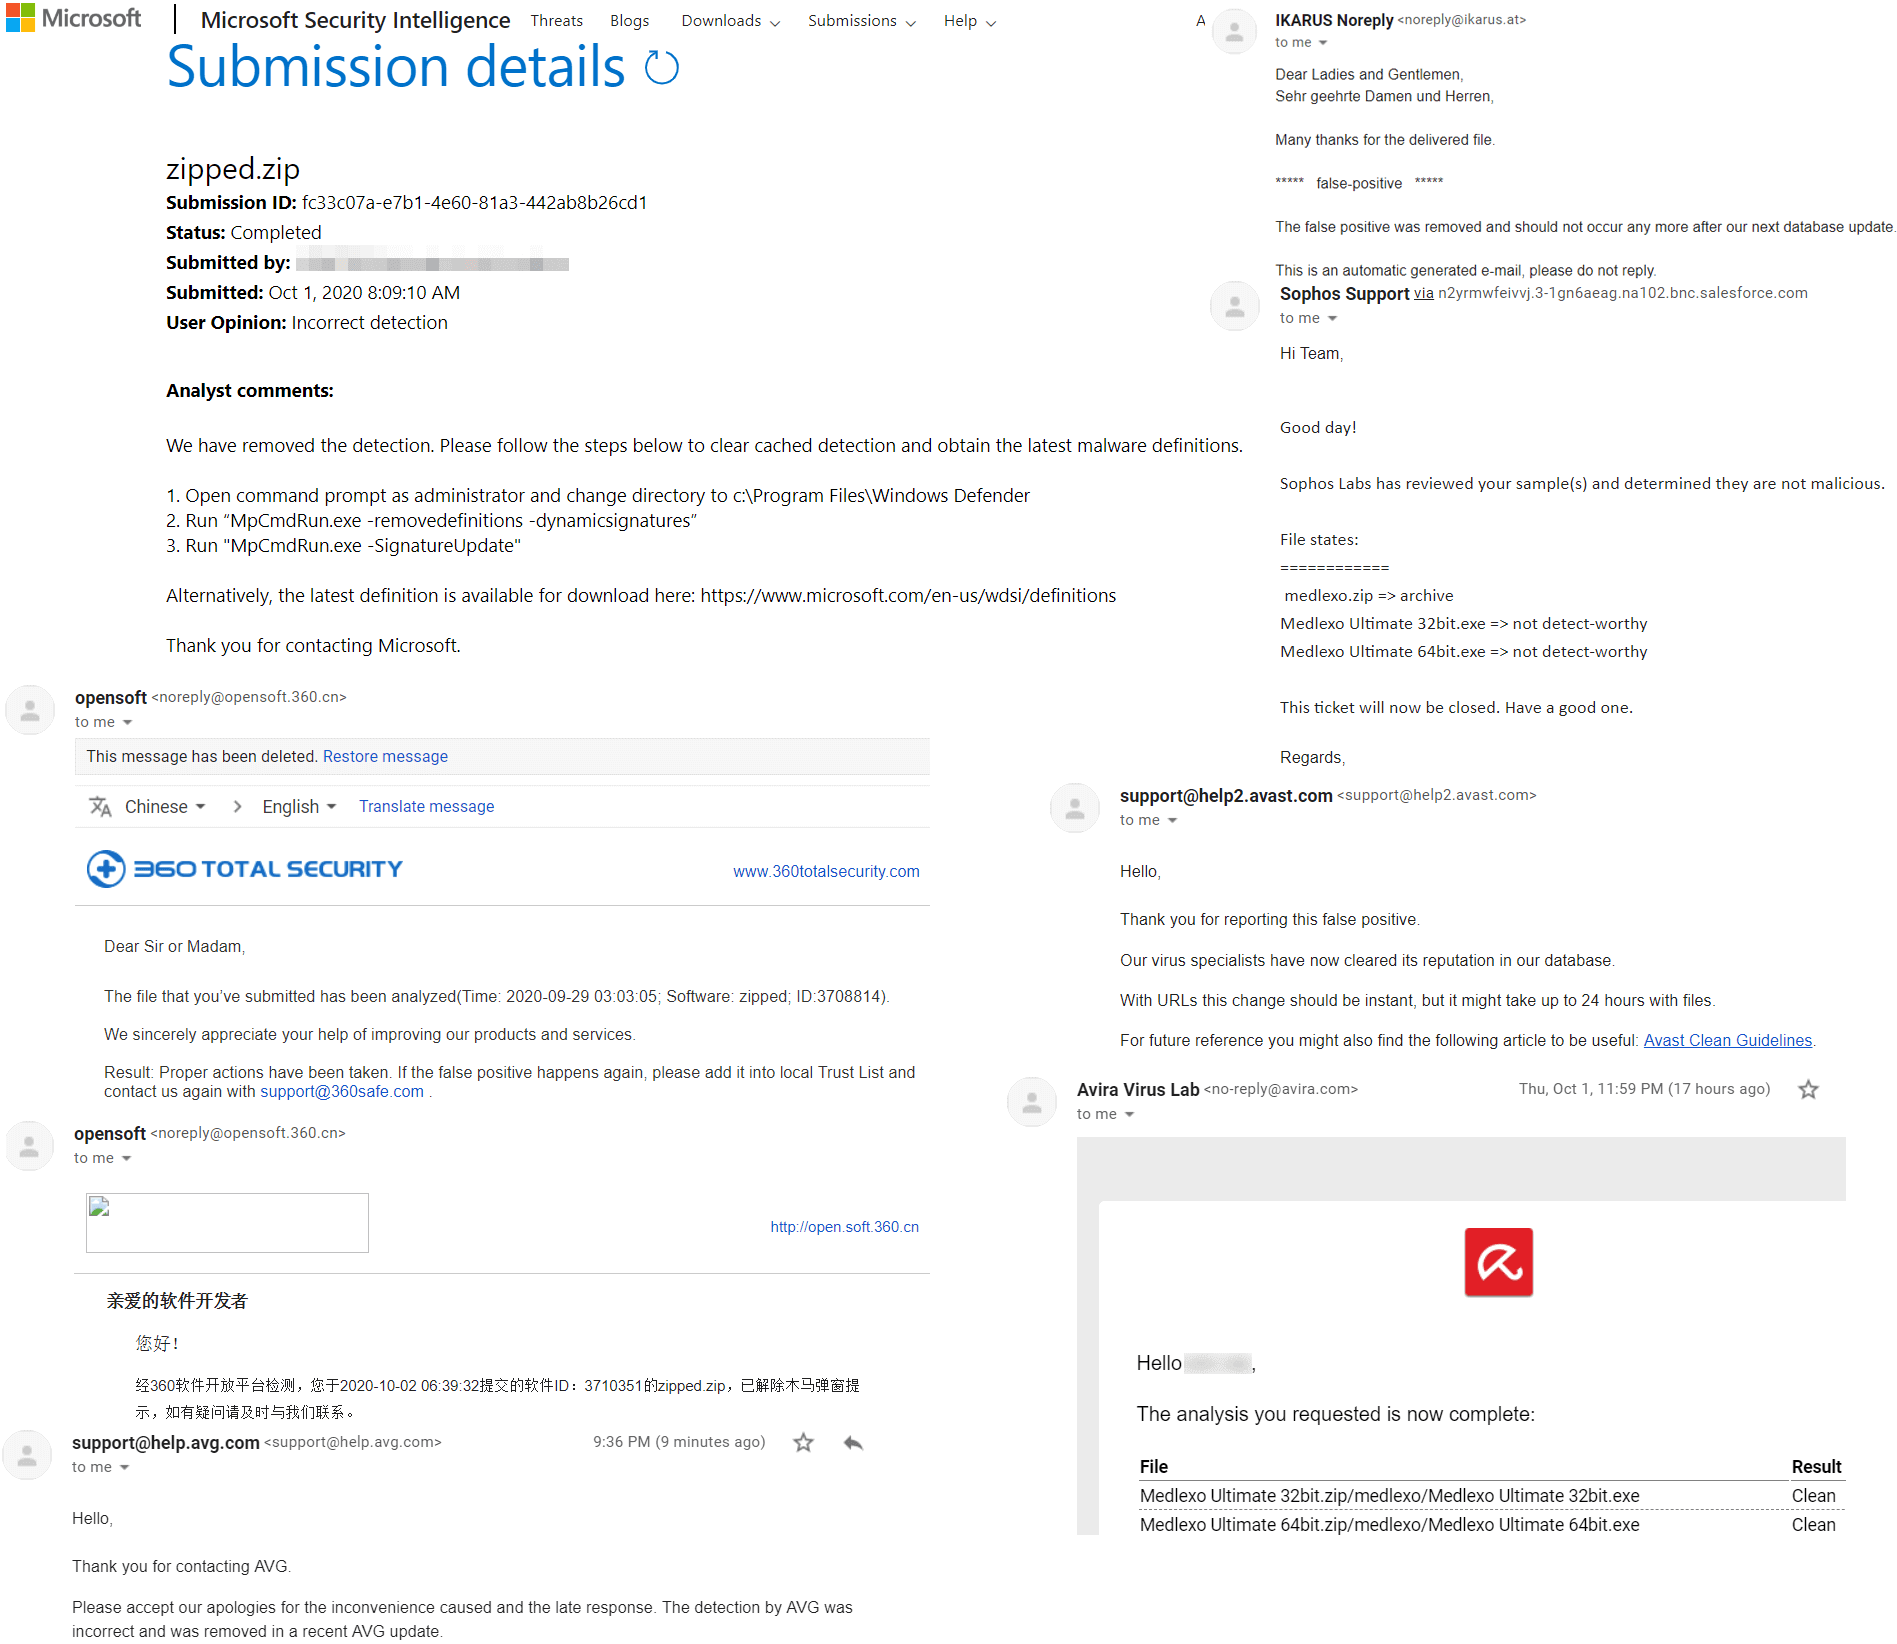 Microsoft
Microsoft Security Intelligence
Threats
Blogs
Downloads
Submissions
Help
A
Submission details
zipped.zip
Submission ID: fc33c07a-e7b1-4e60-81a3-442ab8b26cd1
Status: Completed
Submitted by:
Submitted: Oct 1, 2020 8:09:10 AM
User Opinion: Incorrect detection
Analyst comments:
We have removed the detection. Please follow the steps below to clear cached detection and obtain the latest malware definitions.
1. Open command prompt as administrator and change directory to c:\Program Files\Windows Defender
2. Run “MpCmdRun.exe -removedefinitions -dynamicsignatures”
3. Run "MpCmdRun.exe -SignatureUpdate"
Alternatively, the latest definition is available for download here: https://www.microsoft.com/en-us/wdsi/definitions
Thank you for contacting Microsoft.
IKARUS Noreply <noreply@ikarus.at>
to me
Dear Ladies and Gentlemen,
Sehr geehrte Damen und Herren,
Many thanks for the delivered file.
***** false-positive *****
The false positive was removed and should not occur any more after our next database update.
This is an automatic generated e-mail, please do not reply.
Sophos Support via n2yrmwfeivvj.3-1gn6aeag.na102.bnc.salesforce.com
to me
Hi Team,
Good day!
Sophos Labs has reviewed your sample(s) and determined they are not malicious.
File states:
============
medlexo.zip => archive
Medlexo Ultimate 32bit.exe => not detect-worthy
Medlexo Ultimate 64bit.exe => not detect-worthy
This ticket will now be closed. Have a good one.
Regards,
opensoft <noreply@opensoft.360.cn>
to me
This message has been deleted. Restore message
Chinese > English Translate message
360 TOTAL SECURITY
www.360totalsecurity.com
Dear Sir or Madam,
The file that you’ve submitted has been analyzed(Time: 2020-09-29 03:03:05; Software: zipped; ID:3708814).
We sincerely appreciate your help of improving our products and services.
Result: Proper actions have been taken. If the false positive happens again, please add it into local Trust List and
contact us again with support@360safe.com .
opensoft <noreply@opensoft.360.cn>
to me
http://open.soft.360.cn
亲爱的软件开发者
您好！
经360软件开放平台检测，您于2020-10-02 06:39:32提交的软件ID：3710351的zipped.zip，已解除木马弹窗提
示，如有疑问请及时与我们联系。
support@help.avg.com <support@help.avg.com>
9:36 PM (9 minutes ago)
to me
Hello,
Thank you for contacting AVG.
Please accept our apologies for the inconvenience caused and the late response. The detection by AVG was
incorrect and was removed in a recent AVG update.
support@help2.avast.com <support@help2.avast.com>
to me
Hello,
Thank you for reporting this false positive.
Our virus specialists have now cleared its reputation in our database.
With URLs this change should be instant, but it might take up to 24 hours with files.
For future reference you might also find the following article to be useful: Avast Clean Guidelines.
Avira Virus Lab <no-reply@avira.com>
Thu, Oct 1, 11:59 PM (17 hours ago)
to me
Hello ,
The analysis you requested is now complete:
File Result
Medlexo Ultimate 32bit.zip/medlexo/Medlexo Ultimate 32bit.exe Clean
Medlexo Ultimate 64bit.zip/medlexo/Medlexo Ultimate 64bit.exe Clean